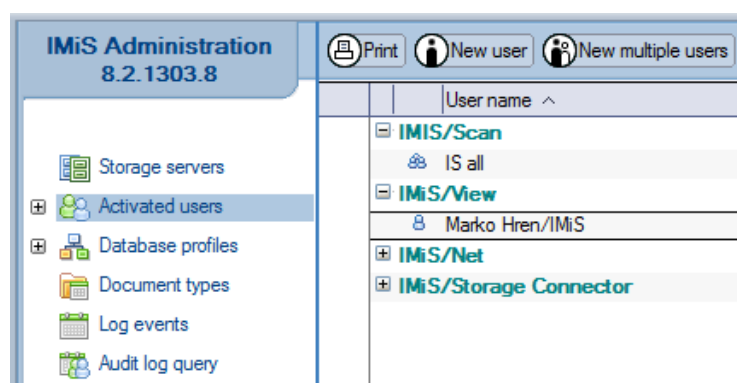 IMiS Administration
8.2.1303.8
Storage servers
Activated users
Database profiles
Document types
Log events
Audit log query
Print New user New multiple users
User name
IMIS/Scan
IS all
IMiS/View
Marko Hren/IMiS
IMiS/Net
IMiS/Storage Connector